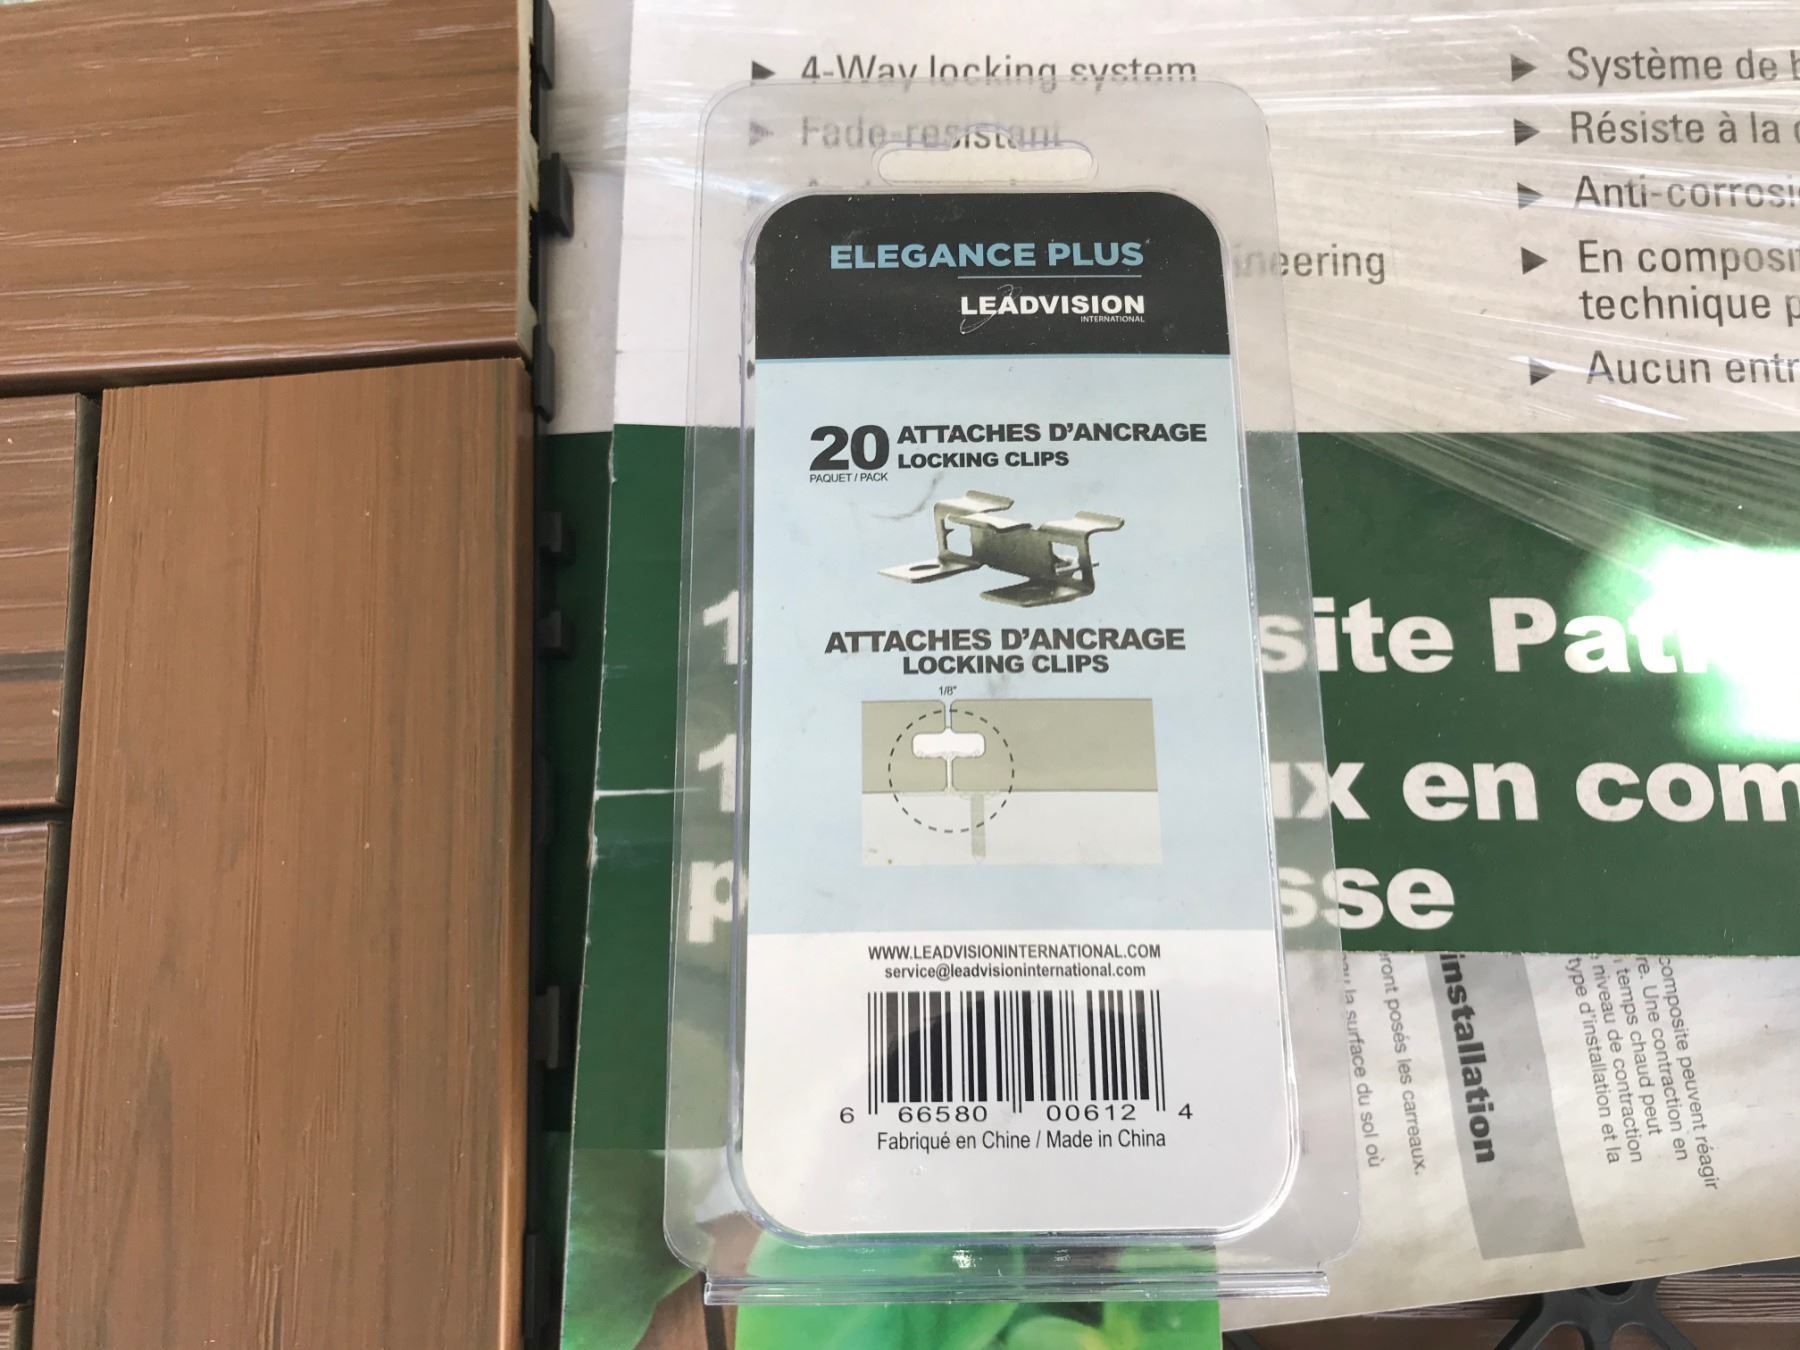 4-Way locking system
Fade-resistant
ineering
Système de
Résiste à la
Anti-corrosi
En composi
technique p
Aucun entr
ELEGANCE PLUS
LEADVISION
INTERNATIONAL
20 ATTACHES D'ANCRAGE
LOCKING CLIPS
PAQUET / PACK
ATTACHES D'ANCRAGE
LOCKING CLIPS
1/8"
WWW.LEADVISIONINTERNATIONAL.COM
service@leadvisioninternational.com
6 66580 00612 4
Fabriqué en Chine / Made in China
site Pat
ux en com
sse
installation
composite peuvent réagir
re. Une contraction en
temps chaud peut
niveau de contraction
type d'installation et la
ront posés les carreaux.
la surface du sol où